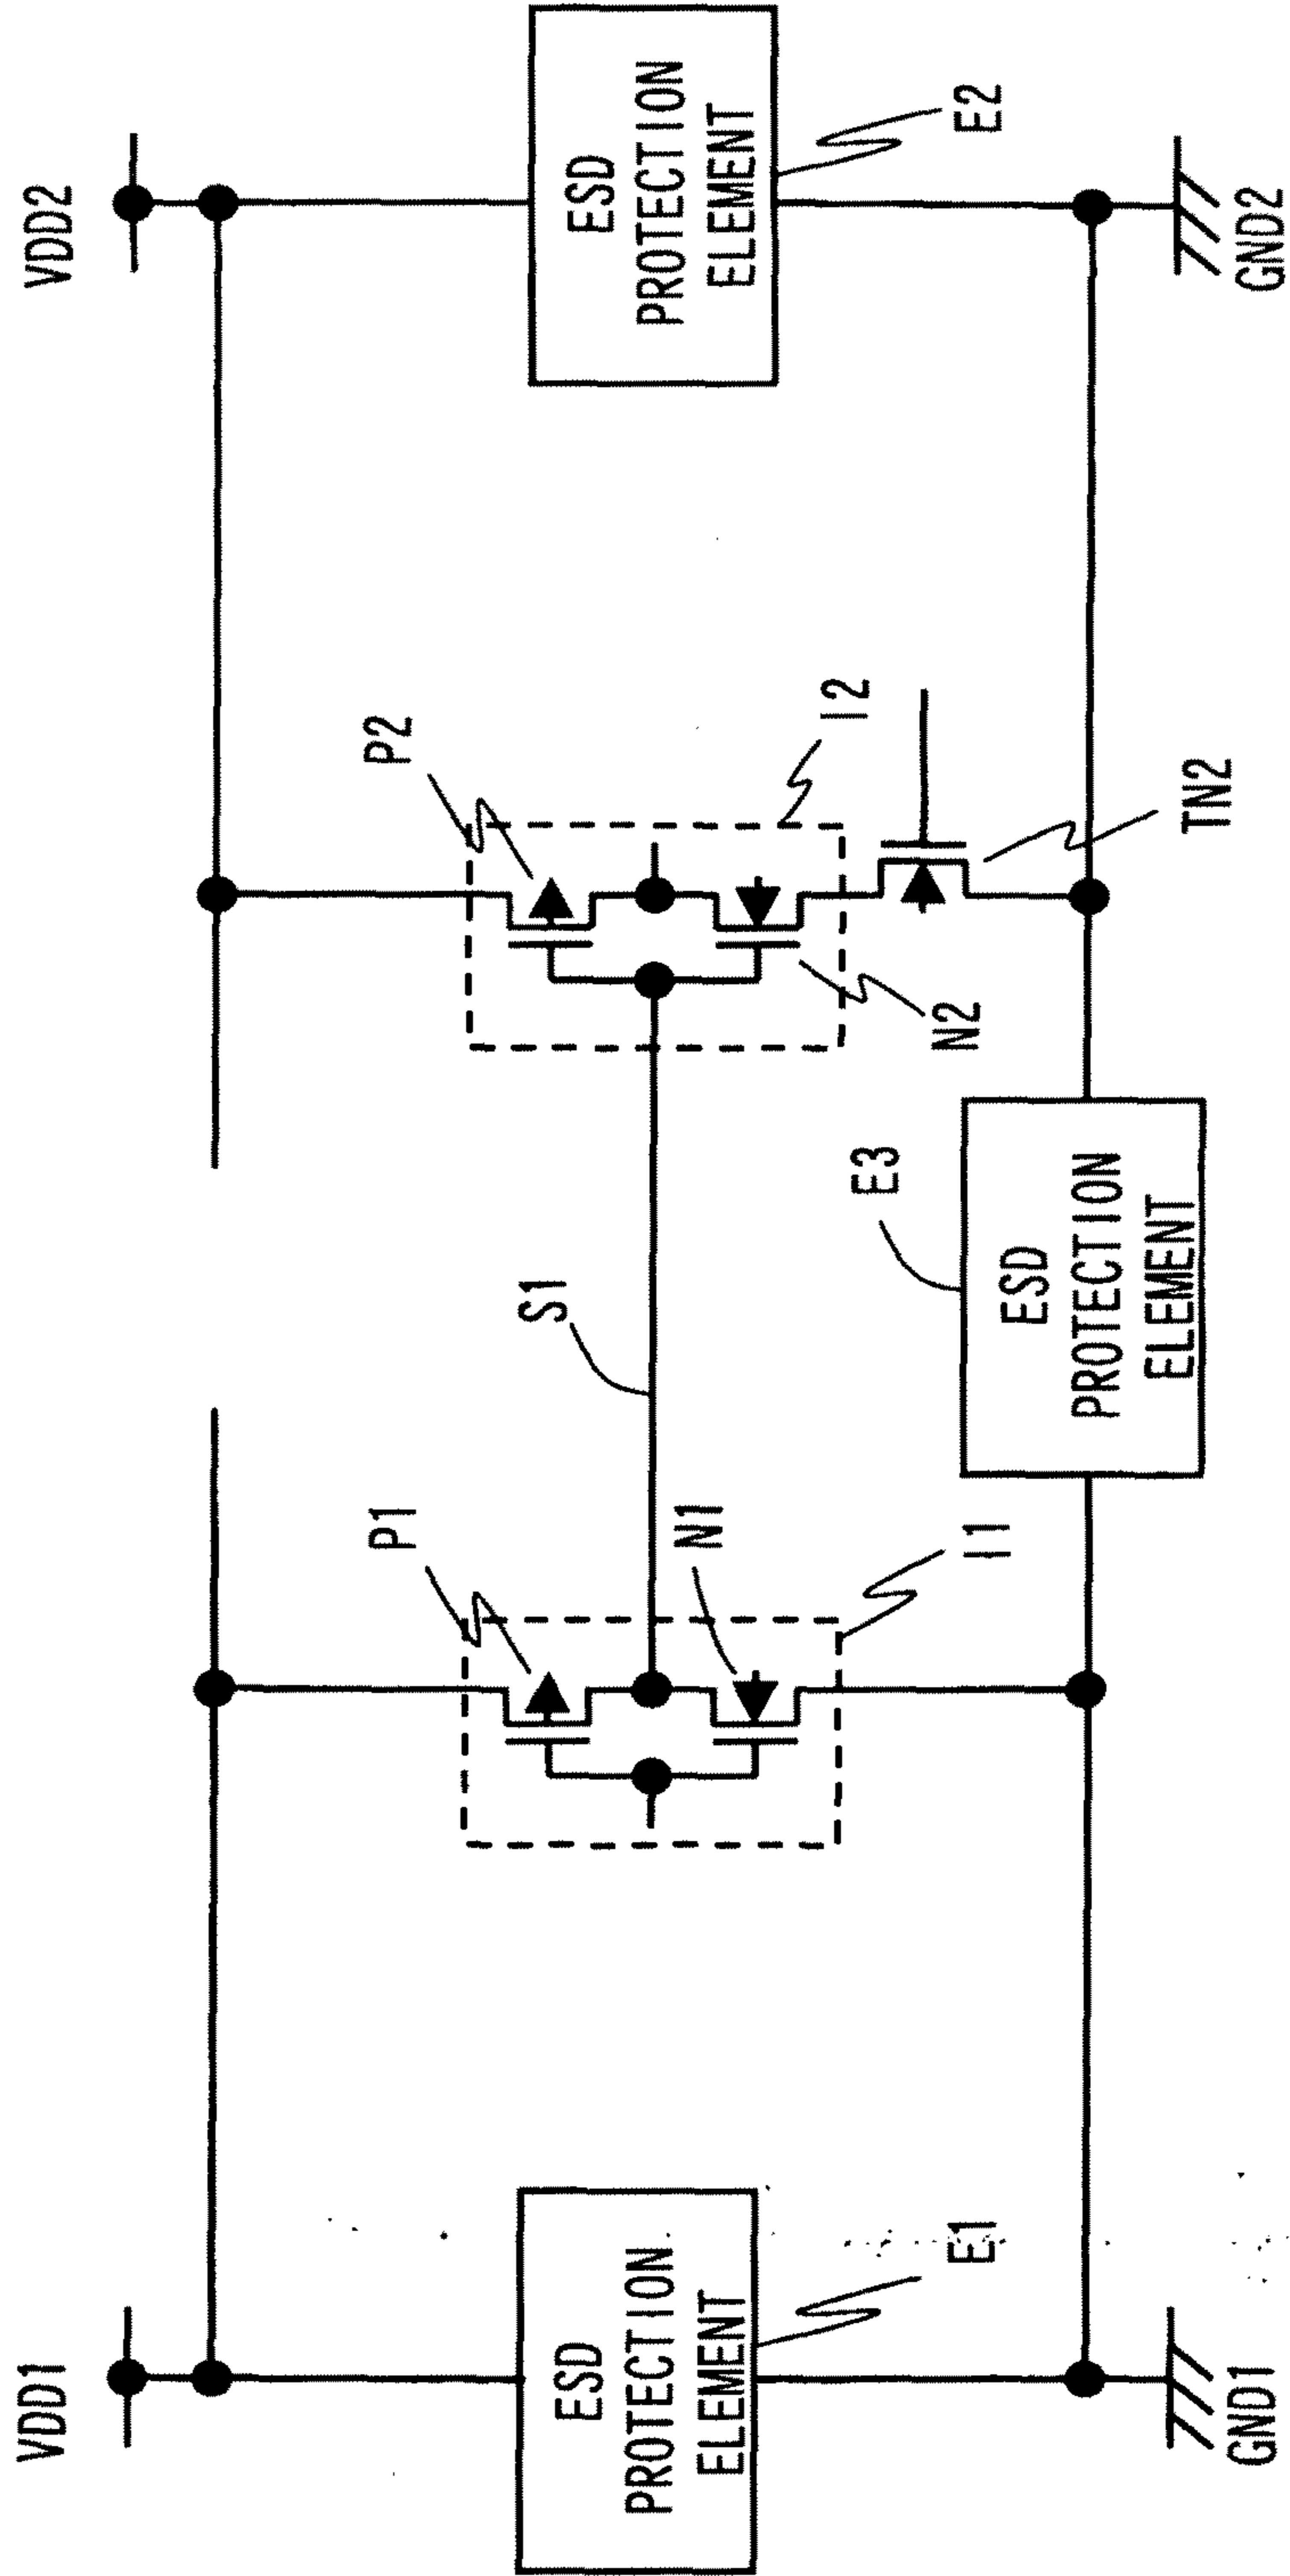 VDD1
VDD2
P1
P2
S1
N1
I1
I2
N2
TN2
ESD
PROTECTION
ELEMENT
E1
ESD
PROTECTION
ELEMENT
E3
ESD
PROTECTION
ELEMENT
E2
GND1
GND2